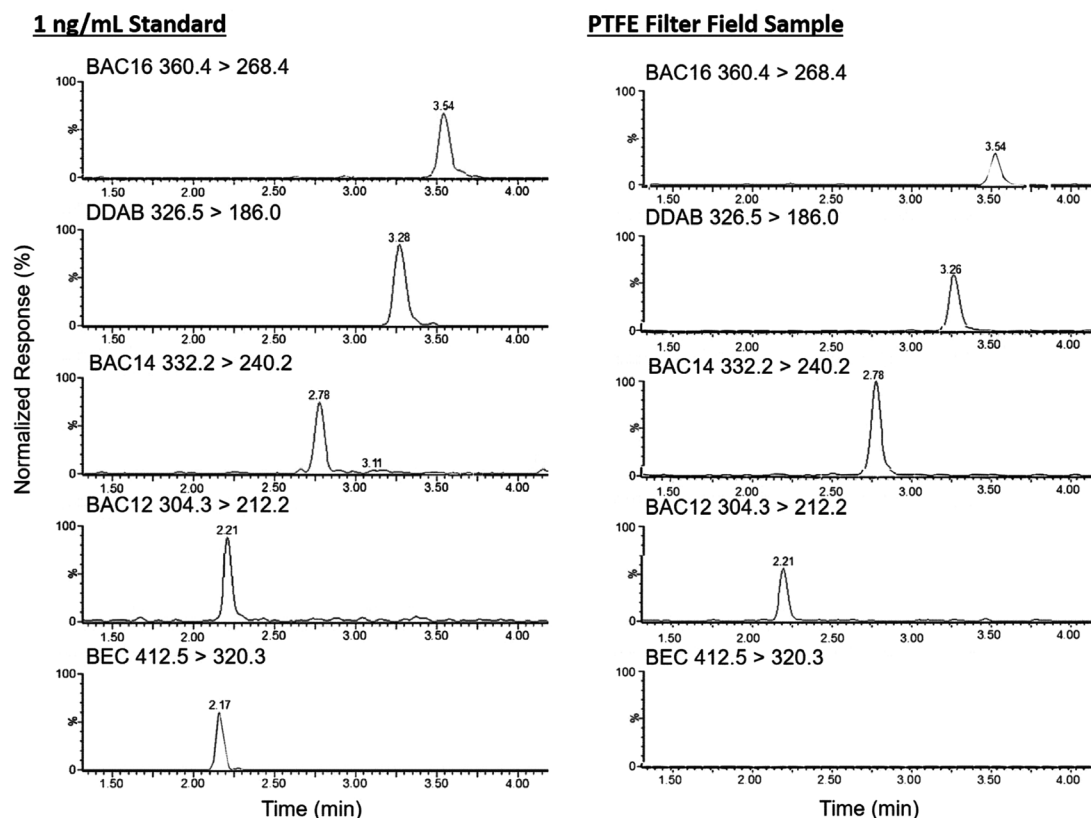 1 ng/mL Standard
BAC16 360.4 > 268.4
100
%
0
3.54
1.50 2.00 2.50 3.00 3.50 4.00
DDAB 326.5 > 186.0
100
%
0
3.28
1.50 2.00 2.50 3.00 3.50 4.00
BAC14 332.2 > 240.2
100
%
0
2.78
3.11
1.50 2.00 2.50 3.00 3.50 4.00
BAC12 304.3 > 212.2
100
%
0
2.21
1.50 2.00 2.50 3.00 3.50 4.00
BEC 412.5 > 320.3
100
%
0
2.17
1.50 2.00 2.50 3.00 3.50 4.00
Time (min)
Normalized Response (%)
PTFE Filter Field Sample
BAC16 360.4 > 268.4
100
%
0
3.54
1.50 2.00 2.50 3.00 3.50 4.00
DDAB 326.5 > 186.0
100
%
0
3.26
1.50 2.00 2.50 3.00 3.50 4.00
BAC14 332.2 > 240.2
100
%
0
2.78
1.50 2.00 2.50 3.00 3.50 4.00
BAC12 304.3 > 212.2
100
%
0
2.21
1.50 2.00 2.50 3.00 3.50 4.00
BEC 412.5 > 320.3
100
%
0
1.50 2.00 2.50 3.00 3.50 4.00
Time (min)